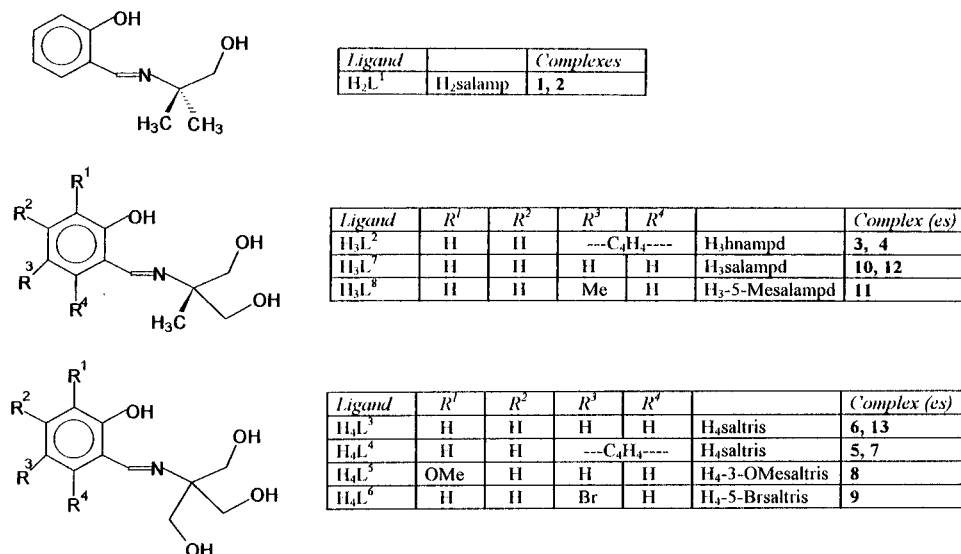 OH
OH
C=N
H₃C CH₃
Ligand Complexes
H₂L¹ H₂salamp 1, 2
R¹
R² OH
OH
R³ C=N
R⁴ OH
H₃C
Ligand R¹ R² R³ R⁴ Complex (es)
H₃L² H H ---C₄H₄---- H₃hnampd 3, 4
H₃L⁷ H H H H H₃salampd 10, 12
H₃L⁸ H H Me H H₃-5-Mesalampd 11
R¹
R² OH
OH
R³ C=N
R⁴ OH
OH
Ligand R¹ R² R³ R⁴ Complex (es)
H₄L³ H H H H H₄saltris 6, 13
H₄L⁴ H H ---C₄H₄---- H₄saltris 5, 7
H₄L⁵ OMe H H H H₄-3-OMesaltris 8
H₄L⁶ H H Br H H₄-5-Brsaltris 9